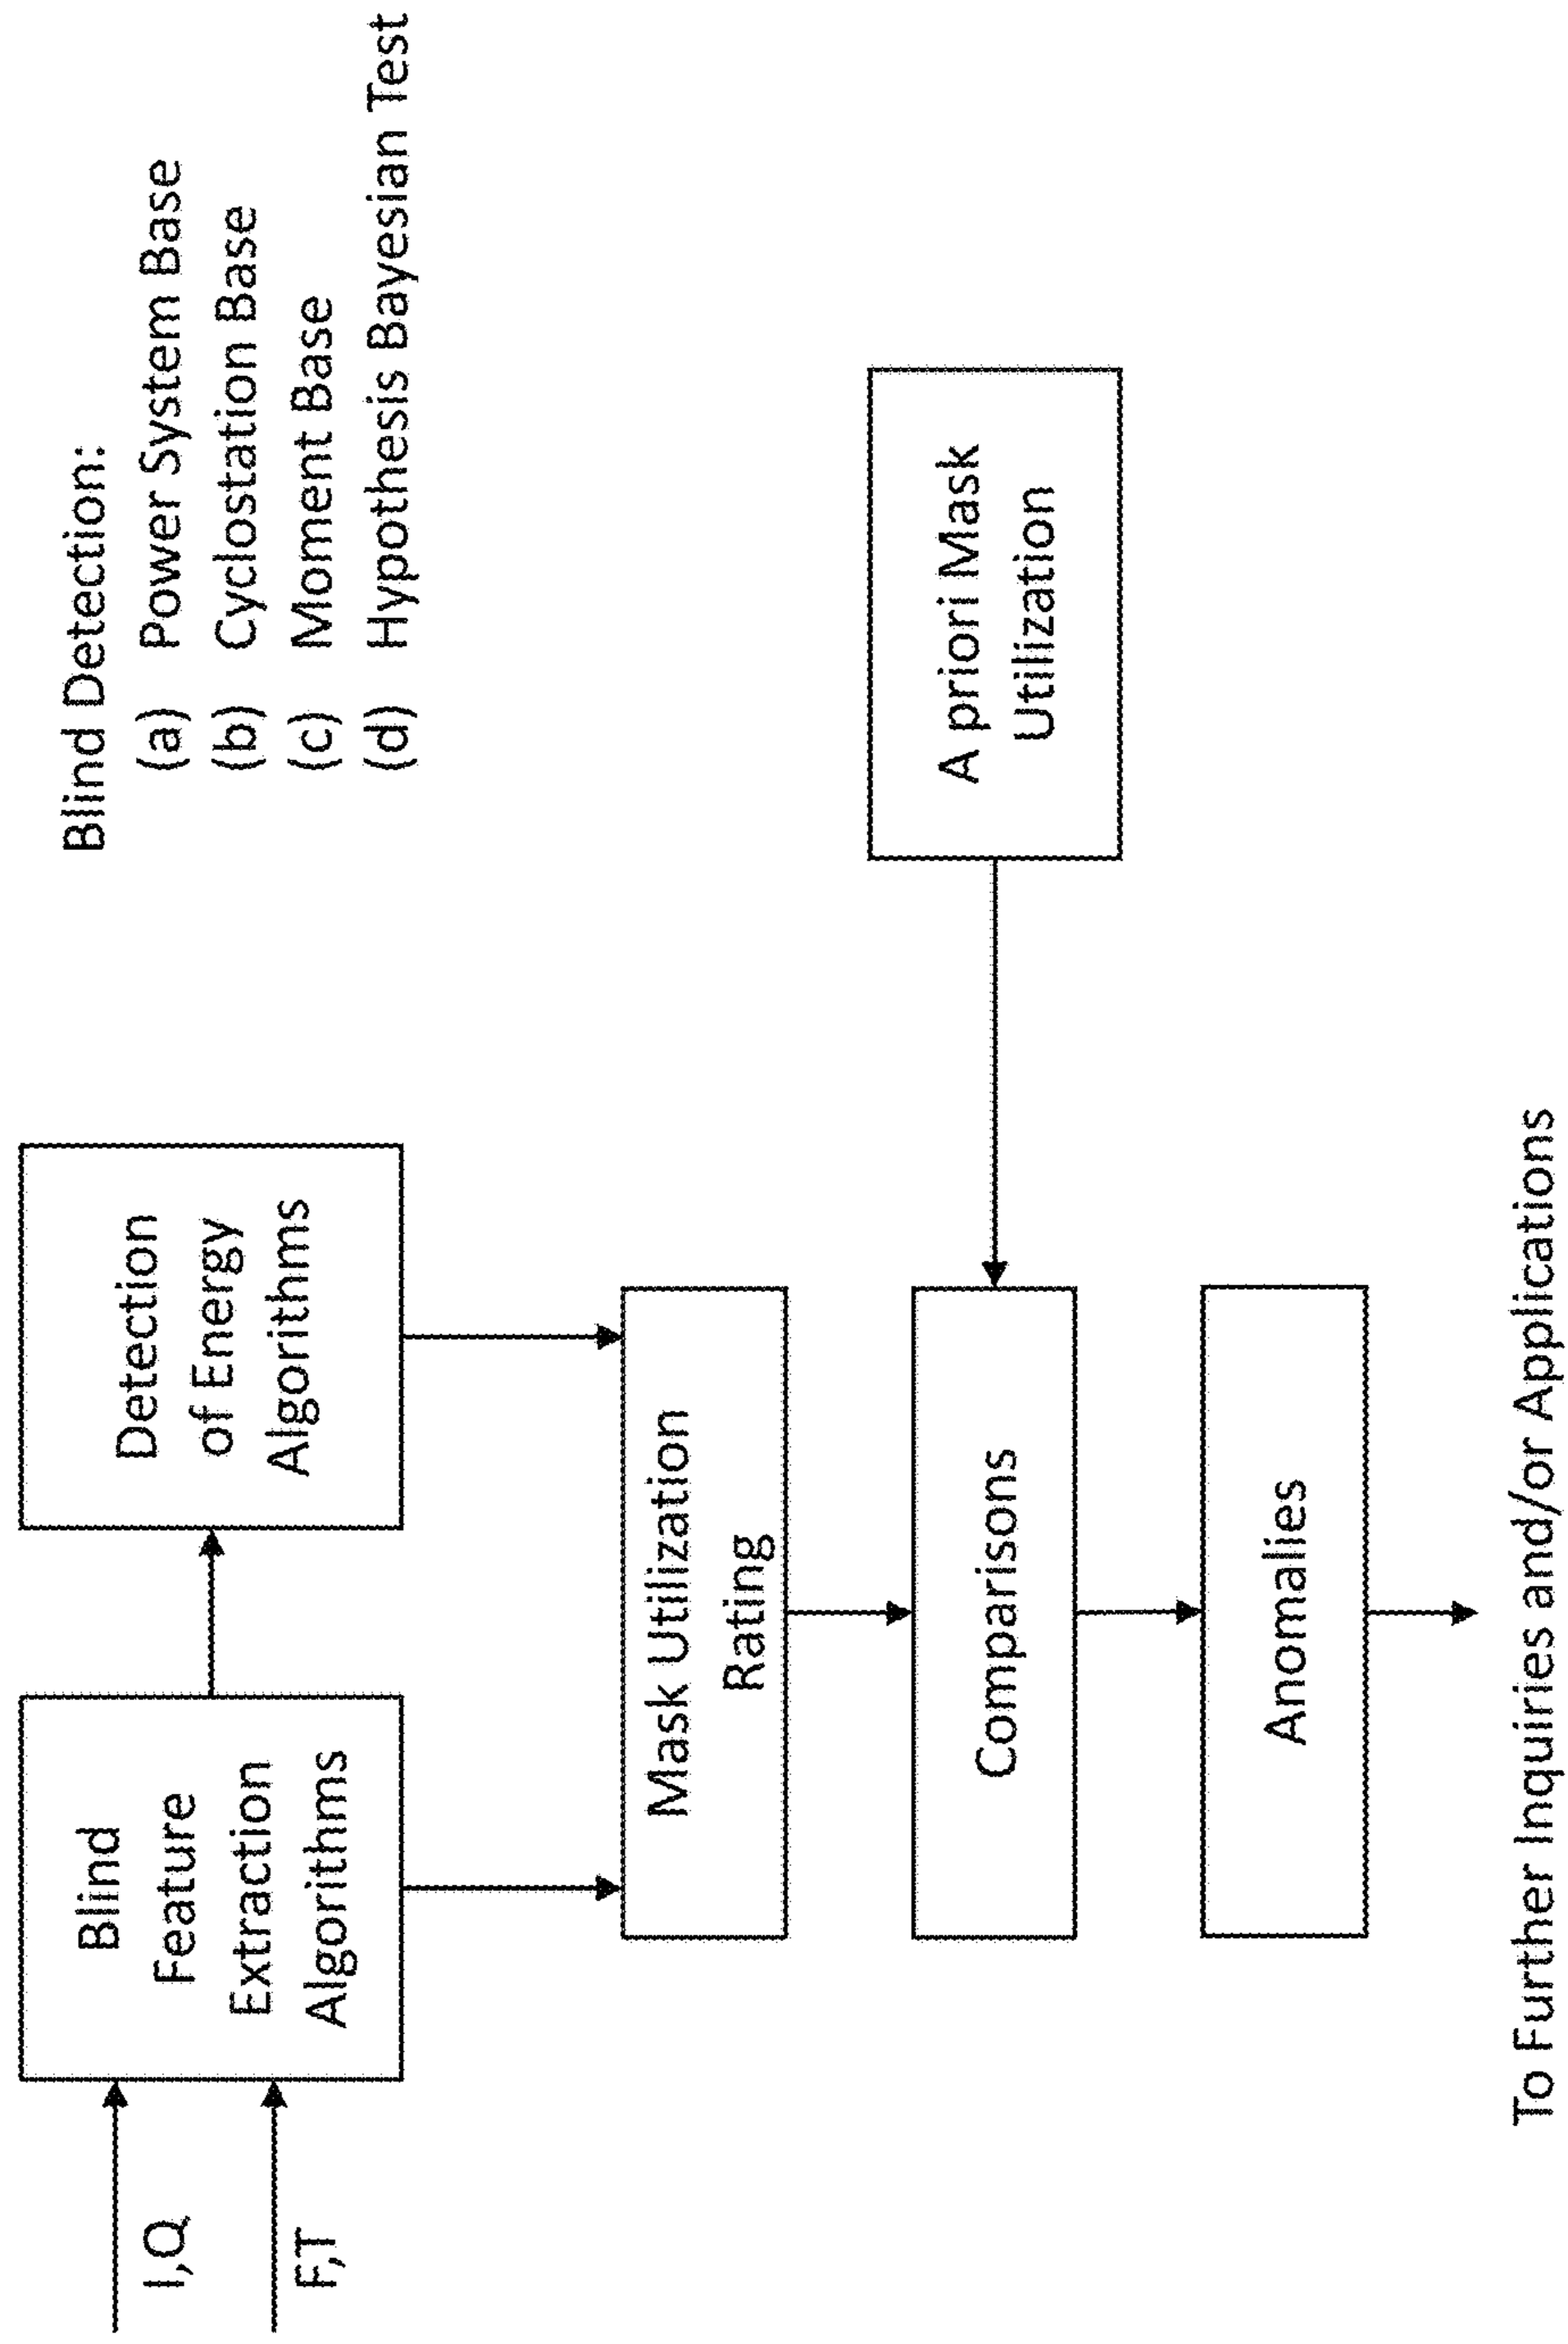 Blind Detection:
(a) Power System Base
(b) Cyclostation Base
(c) Moment Base
(d) Hypothesis Bayesian Test
I,Q
F,T
Blind
Feature
Extraction
Algorithms
Detection
of Energy
Algorithms
Mask Utilization
Rating
Comparisons
A priori Mask
Utilization
Anomalies
To Further Inquiries and/or Applications